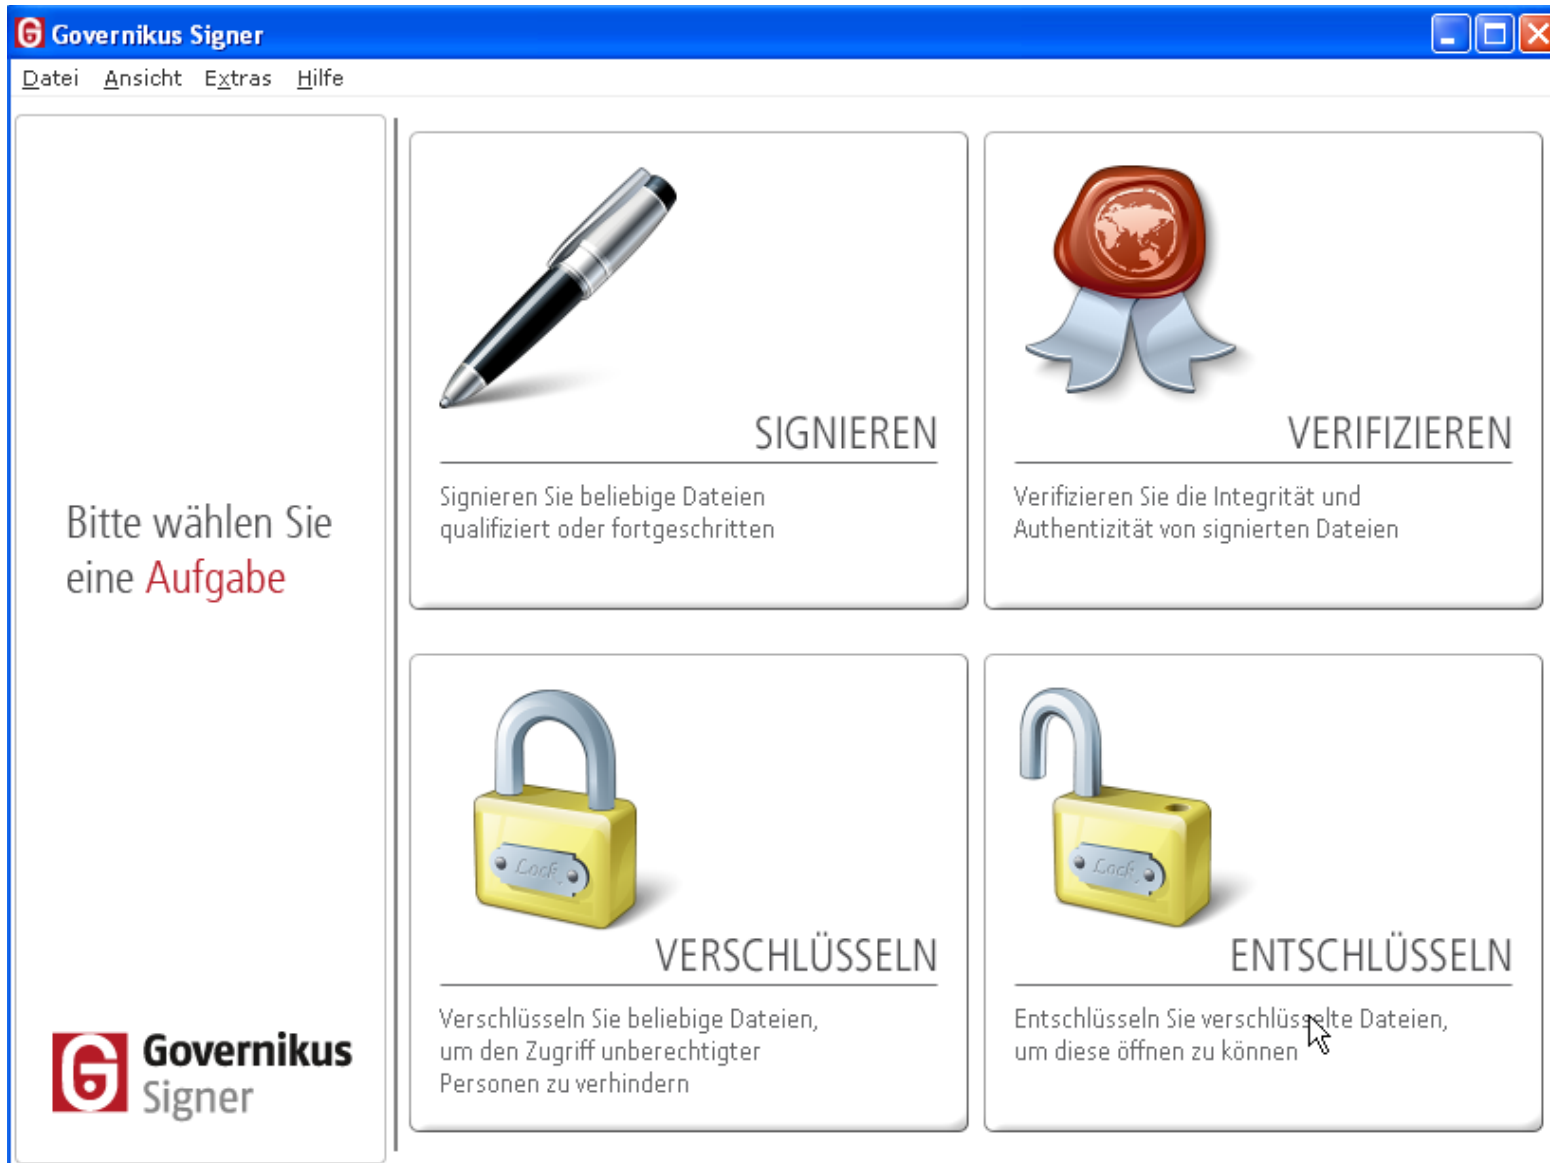 Governikus Signer
Datei Ansicht Extras Hilfe
Bitte wählen Sie
eine Aufgabe
Governikus
Signer
SIGNIEREN
Signieren Sie beliebige Dateien
qualifiziert oder fortgeschritten
VERIFIZIEREN
Verifizieren Sie die Integrität und
Authentizität von signierten Dateien
Lock
VERSCHLÜSSELN
Verschlüsseln Sie beliebige Dateien,
um den Zugriff unberechtigter
Personen zu verhindern
Lock
ENTSCHLÜSSELN
Entschlüsseln Sie verschlüsselte Dateien,
um diese öffnen zu können